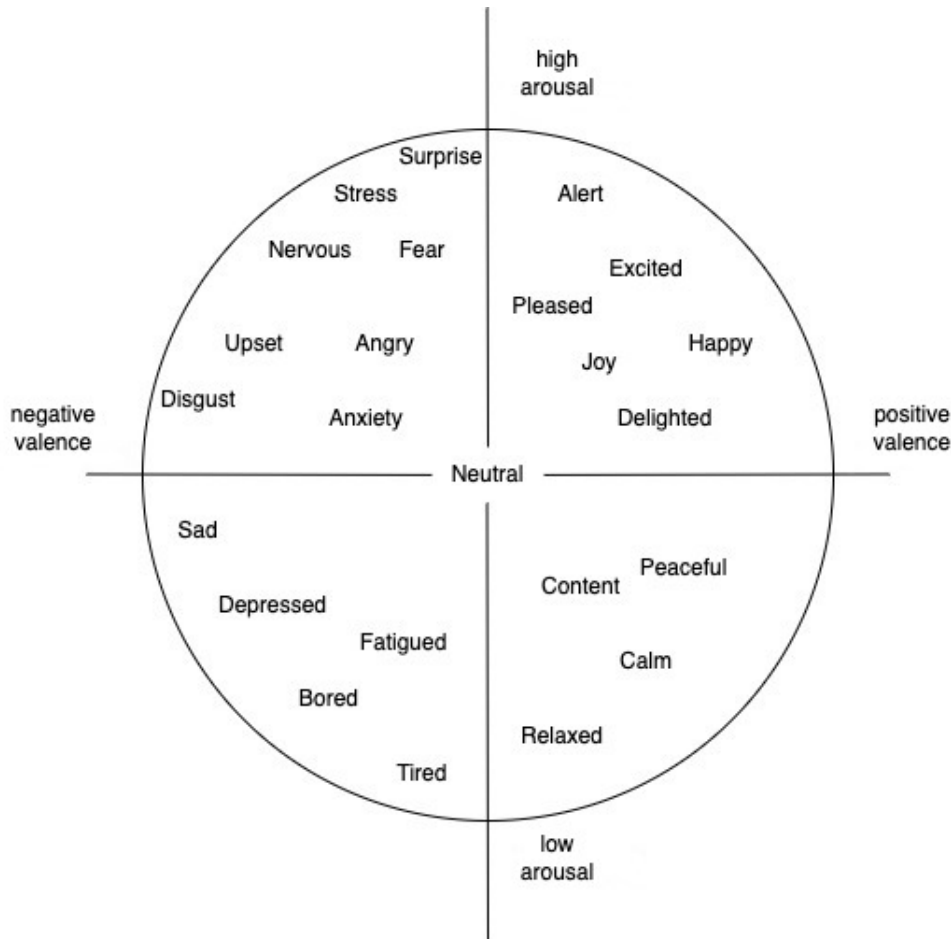 high
arousal
Surprise
Stress
Alert
Nervous
Fear
Excited
Pleased
Upset
Angry
Happy
Joy
Disgust
Anxiety
Delighted
negative
valence
positive
valence
Neutral
Sad
Peaceful
Content
Depressed
Fatigued
Calm
Bored
Relaxed
Tired
low
arousal